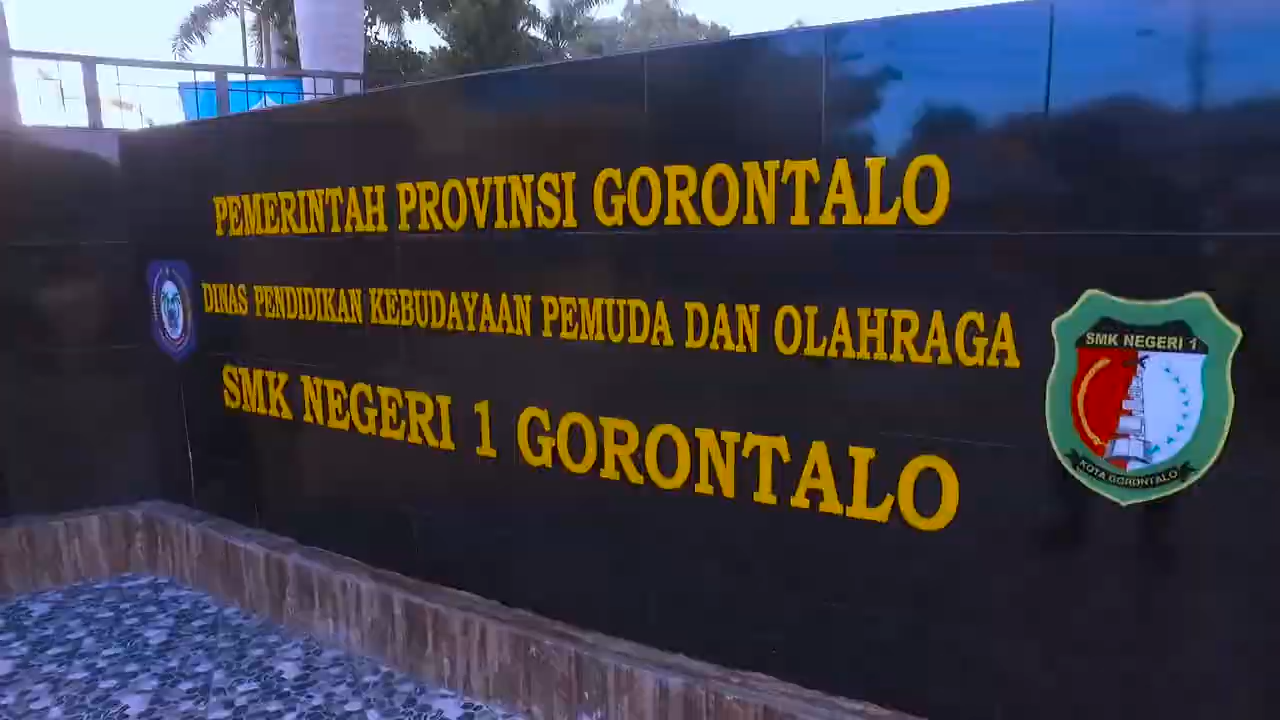 PEMERINTAH PROVINSI GORONTALO
DINAS PENDIDIKAN KEBUDAYAAN PEMUDA DAN OLAHRAGA
SMK NEGERI 1 GORONTALO
SMK NEGERI 1
KOTA GORONTALO